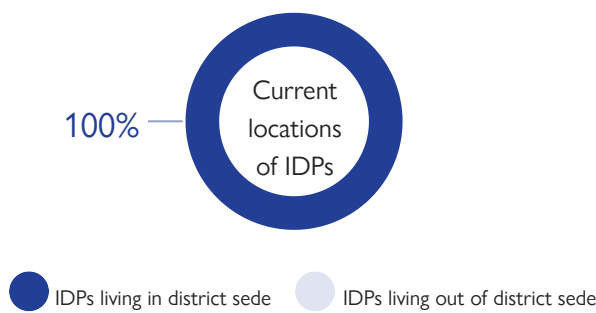 100%
Current
locations
of IDPs
IDPs living in district sede
IDPs living out of district sede